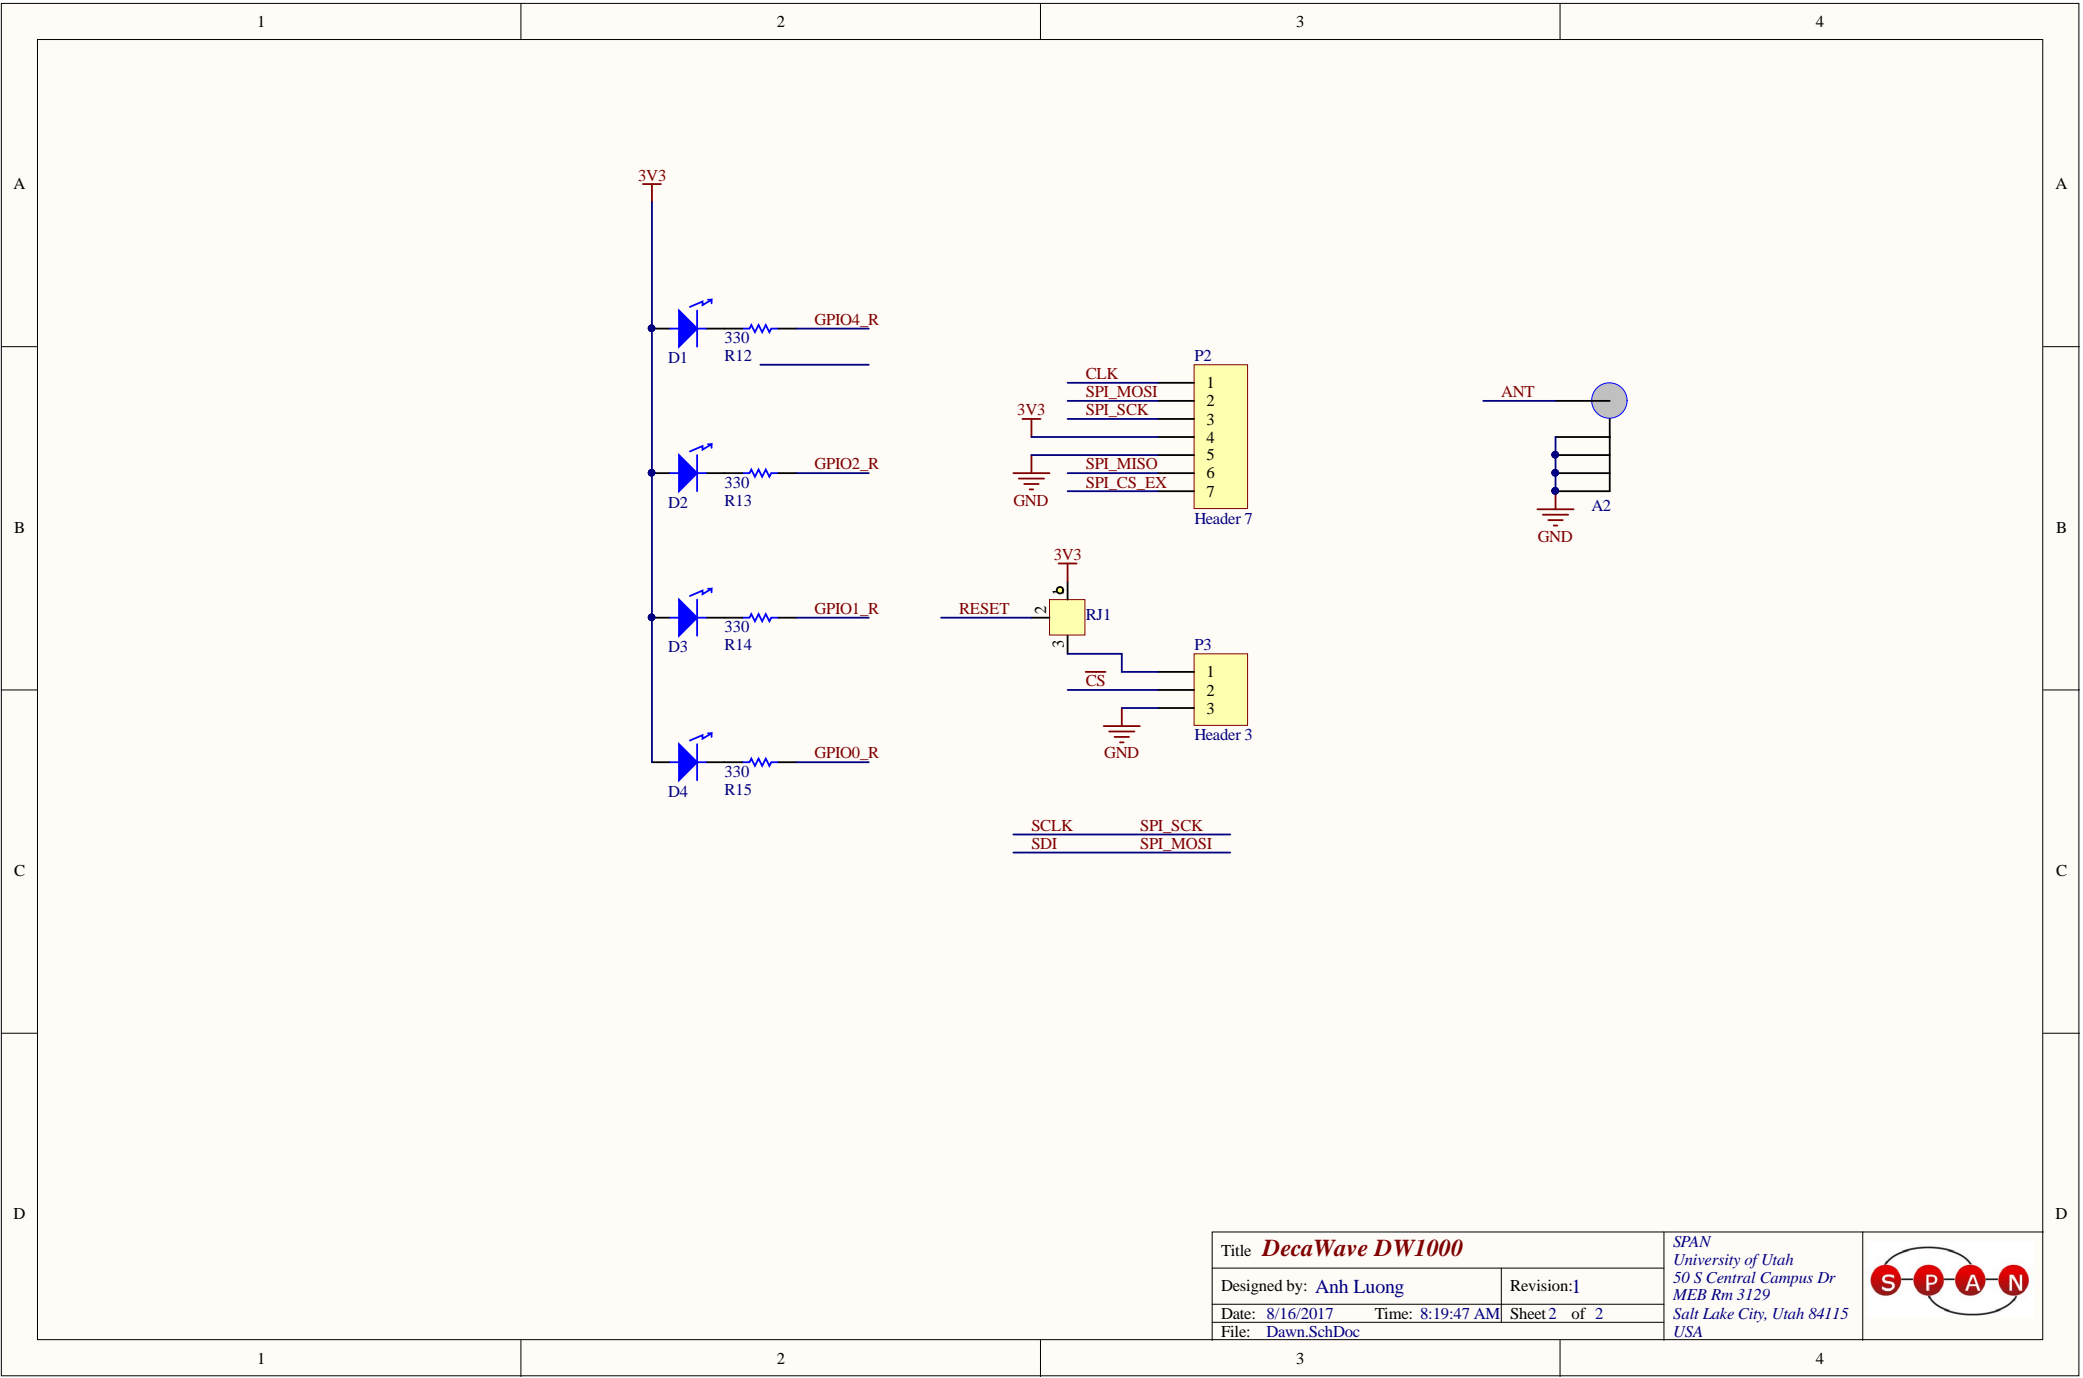 1 2 3 4
A A
3V3
GPIO4_R
330
D1 R12
GPIO2_R
330
D2 R13
GPIO1_R
330
D3 R14
GPIO0_R
330
D4 R15
P2
CLK 1
SPI_MOSI 2
SPI_SCK 3
3V3 4
5
SPI_MISO 6
SPI_CS_EX 7
GND
Header 7
ANT
A2
GND
B B
3V3
1
RESET 2 RJ1
3
P3
1
CS 2
3
GND
Header 3
SCLK SPI_SCK
SDI SPI_MOSI
C C
D D
Title DecaWave DW1000
Designed by: Anh Luong Revision:1
Date: 8/16/2017 Time: 8:19:47 AM Sheet 2 of 2
File: Dawn.SchDoc
SPAN
University of Utah
50 S Central Campus Dr
MEB Rm 3129
Salt Lake City, Utah 84115
USA
S P A N
1 2 3 4